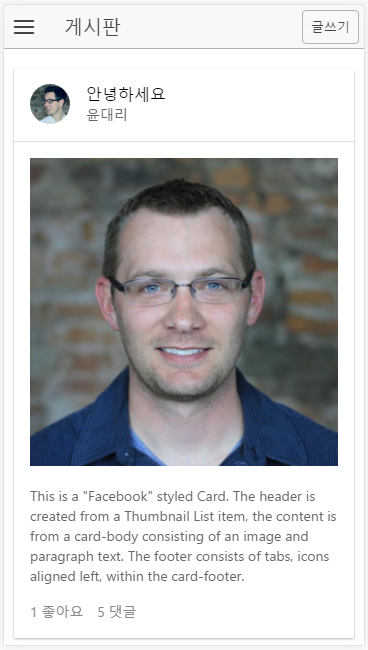 게시판
글쓰기
안녕하세요
윤대리
This is a "Facebook" styled Card. The header is
created from a Thumbnail List item, the content is
from a card-body consisting of an image and
paragraph text. The footer consists of tabs, icons
aligned left, within the card-footer.
1 좋아요 5 댓글